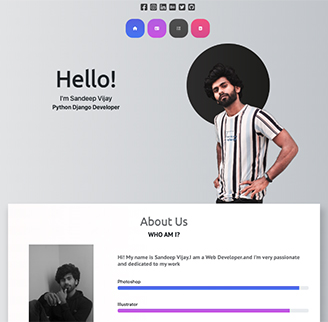 Hello!
I'm Sandeep Vijay
Python Django Developer
About Us
WHO AM I?
Hi! My name is Sandeep Vijay.I am a Web Developer.and I'm very passionate
and dedicated to my work
Photoshop
Illustrator